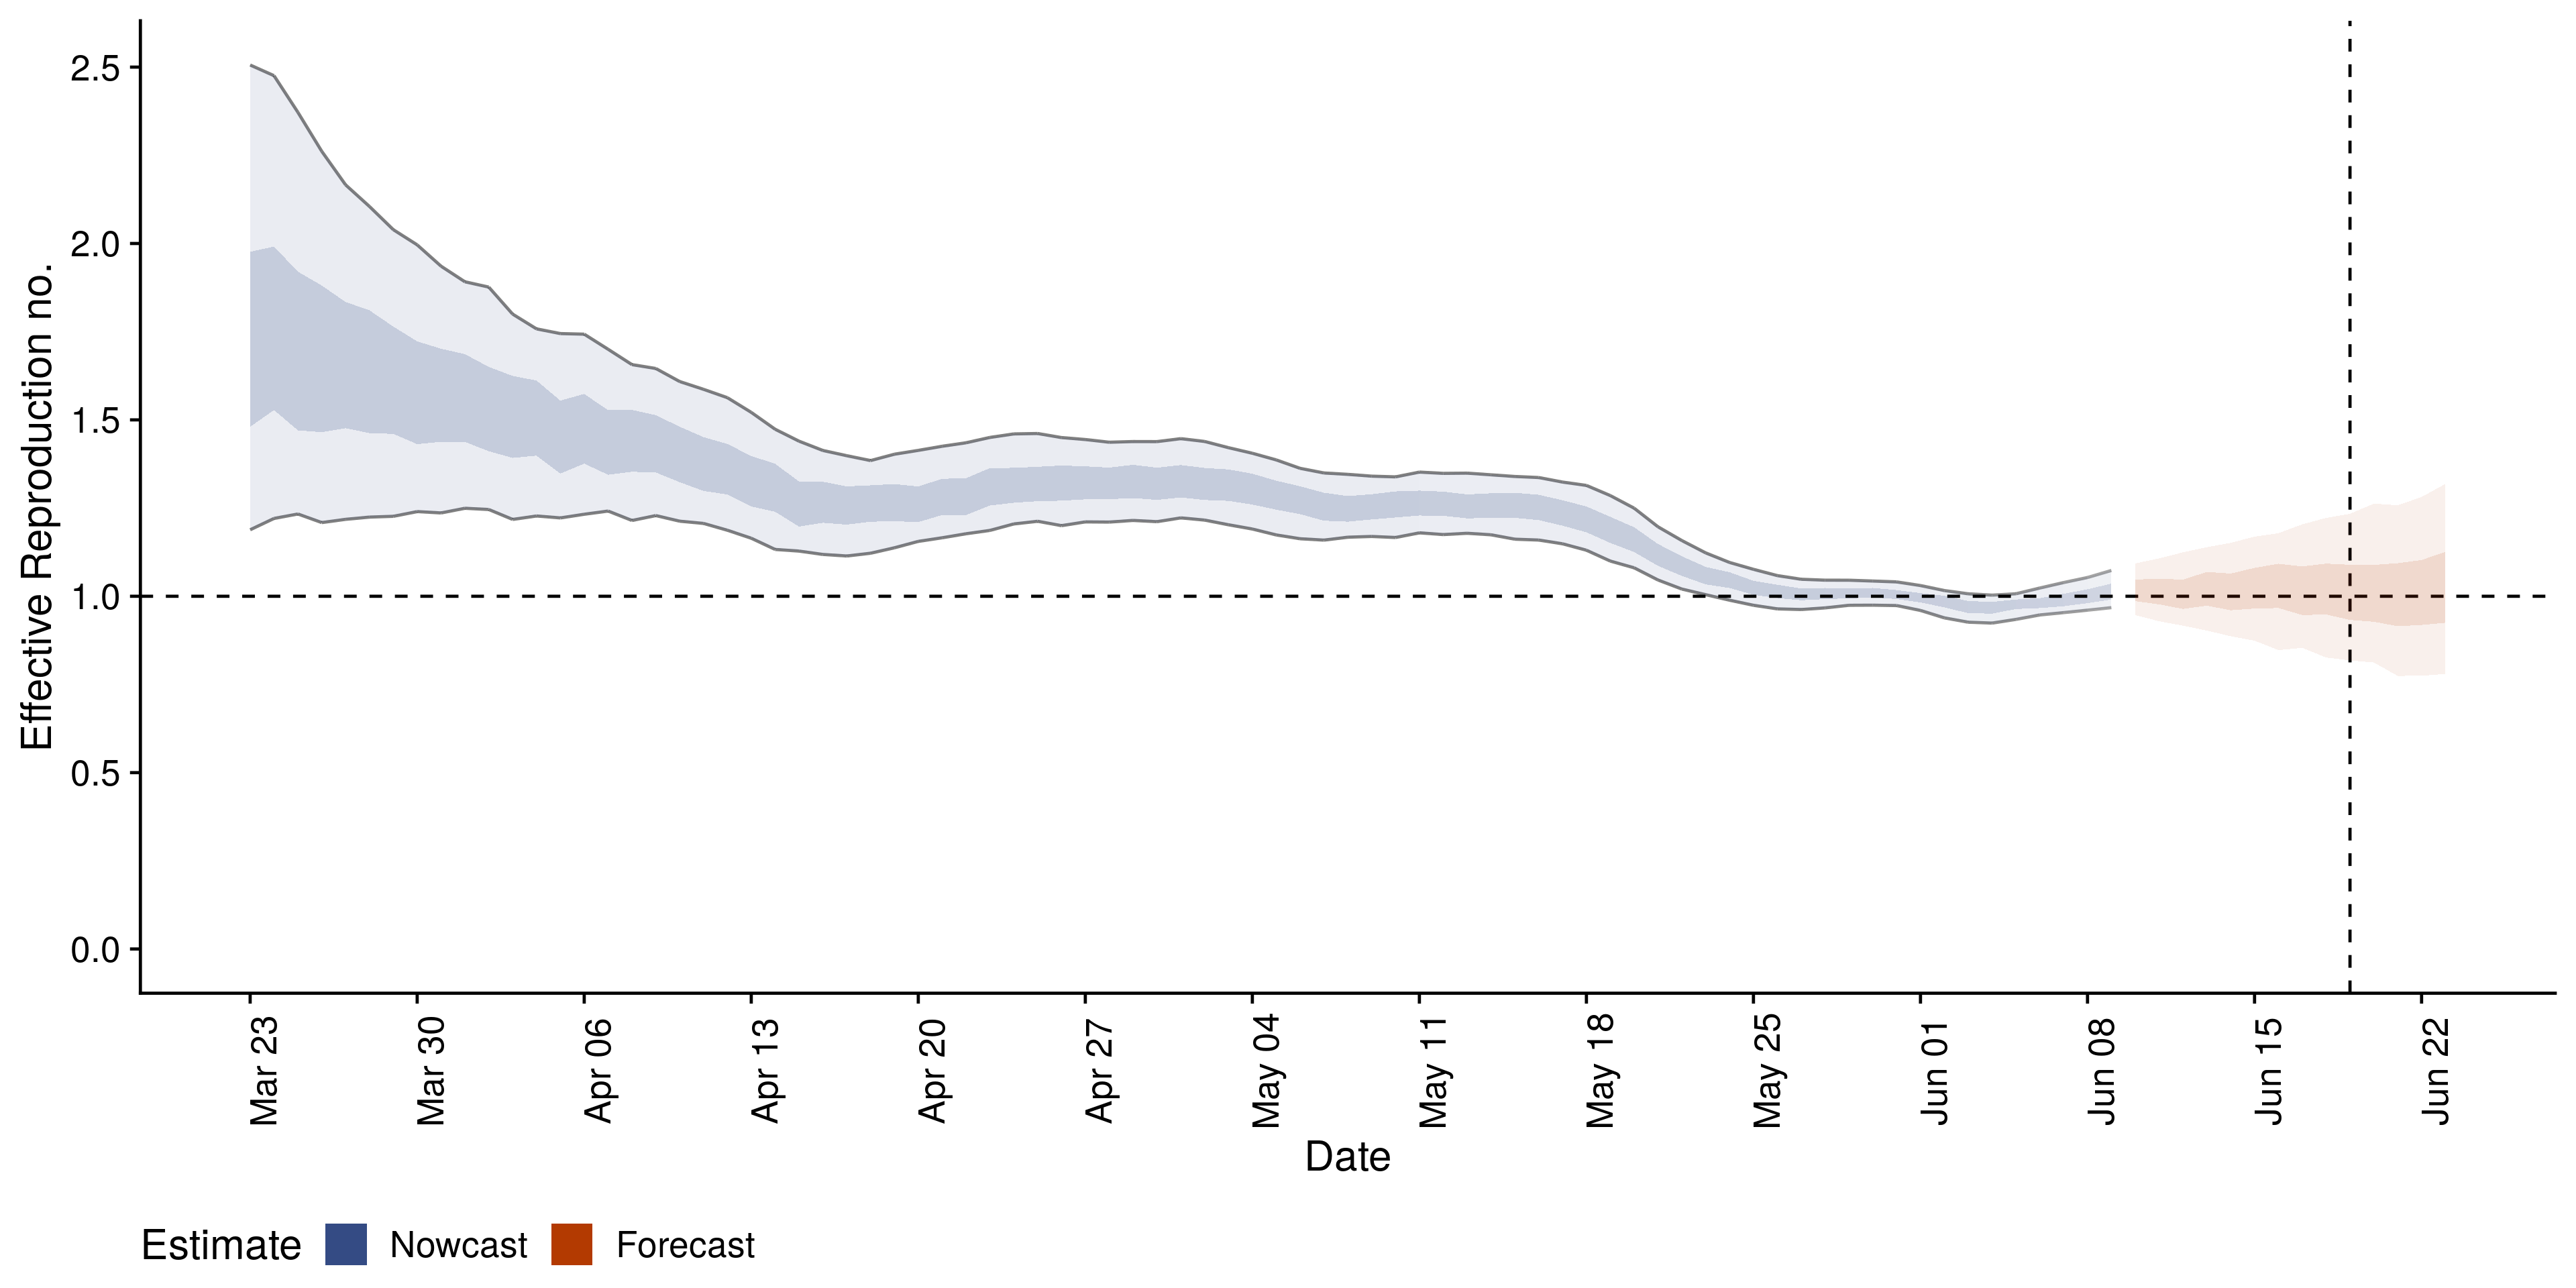 Effective Reproduction no.
2.5
2.0
1.5
1.0
0.5
0.0
Mar 23
Mar 30
Apr 06
Apr 13
Apr 20
Apr 27
May 04
May 11
May 18
May 25
Jun 01
Jun 08
Jun 15
Jun 22
Date
Estimate Nowcast Forecast